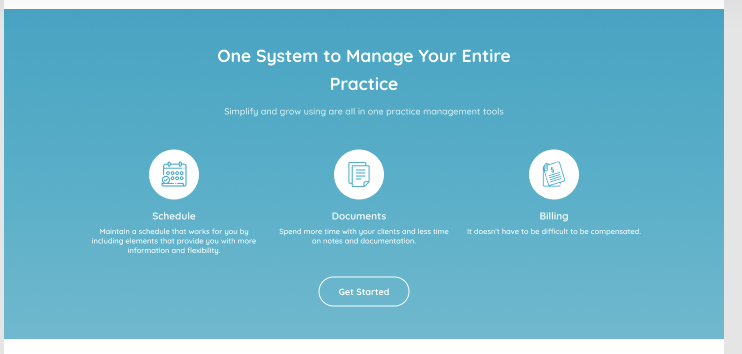 One System to Manage Your Entire
Practice
Simplify and grow using are all in one practice management tools
Schedule
Maintain a schedule that works for you by
including elements that provide you with more
information and flexibility.
Documents
Spend more time with your clients and less time
on notes and documentation.
Billing
It doesn't have to be difficult to be compensated.
Get Started